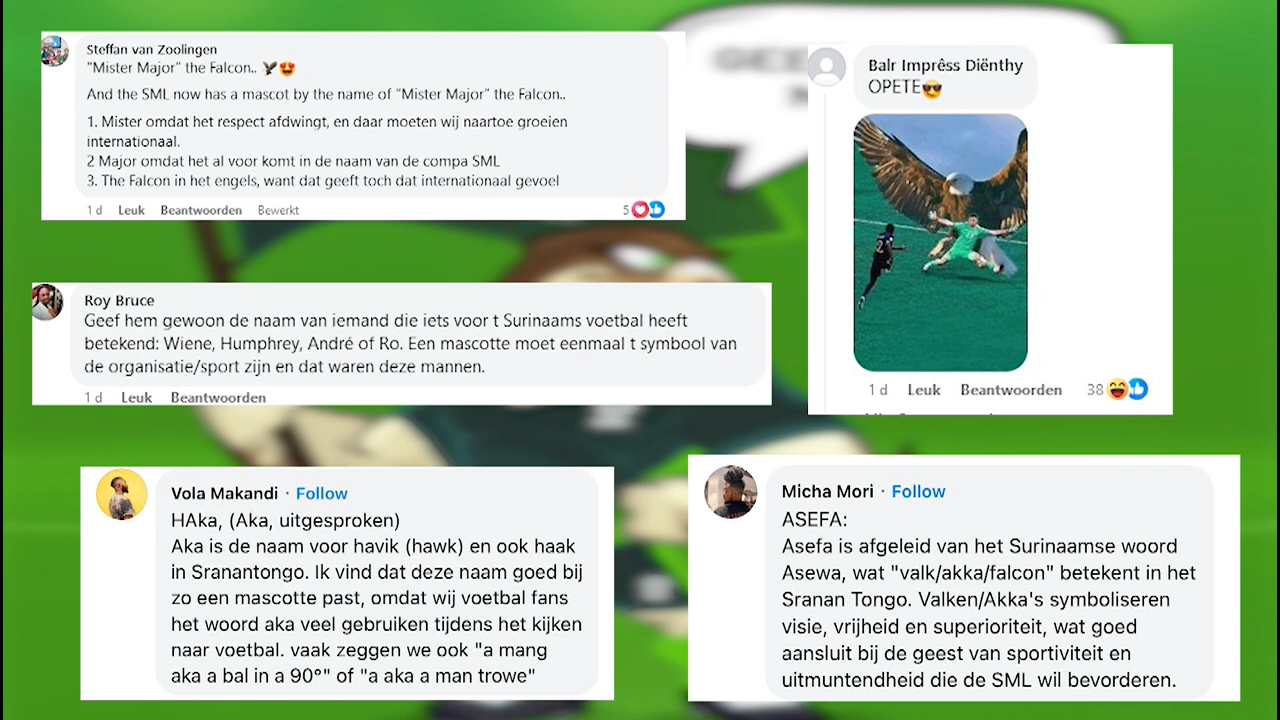 Steffan van Zoolingen
"Mister Major" the Falcon.. 🦅😍
And the SML now has a mascot by the name of "Mister Major" the Falcon..
1. Mister omdat het respect afdwingt, en daar moeten wij naartoe groeien
internationaal.
2 Major omdat het al voor komt in de naam van de compa SML
3. The Falcon in het engels, want dat geeft toch dat internationaal gevoel
1 d Leuk Beantwoorden Bewerkt 5
Balr Imprêss Diënthy
OPETE😎
1 d Leuk Beantwoorden 38
Roy Bruce
Geef hem gewoon de naam van iemand die iets voor t Surinaams voetbal heeft
betekend: Wiene, Humphrey, André of Ro. Een mascotte moet eenmaal t symbool van
de organisatie/sport zijn en dat waren deze mannen.
1 d Leuk Beantwoorden
Vola Makandi · Follow
HAka, (Aka, uitgesproken)
Aka is de naam voor havik (hawk) en ook haak
in Sranantongo. Ik vind dat deze naam goed bij
zo een mascotte past, omdat wij voetbal fans
het woord aka veel gebruiken tijdens het kijken
naar voetbal. vaak zeggen we ook "a mang
aka a bal in a 90°" of "a aka a man trowe"
Micha Mori · Follow
ASEFA:
Asefa is afgeleid van het Surinaamse woord
Asewa, wat "valk/akka/falcon" betekent in het
Sranan Tongo. Valken/Akka's symboliseren
visie, vrijheid en superioriteit, wat goed
aansluit bij de geest van sportiviteit en
uitmuntendheid die de SML wil bevorderen.